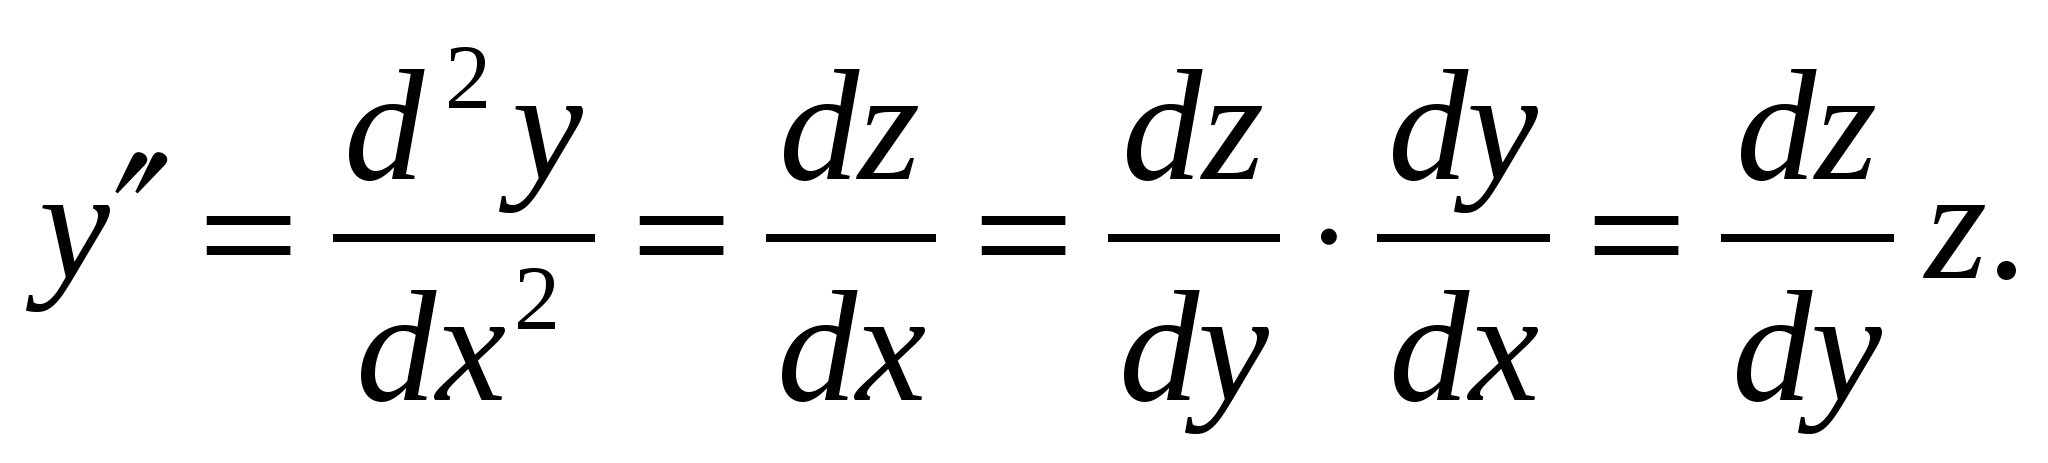 y″ = d²y/dx² = dz/dx = dz/dy · dy/dx = dz/dy z.